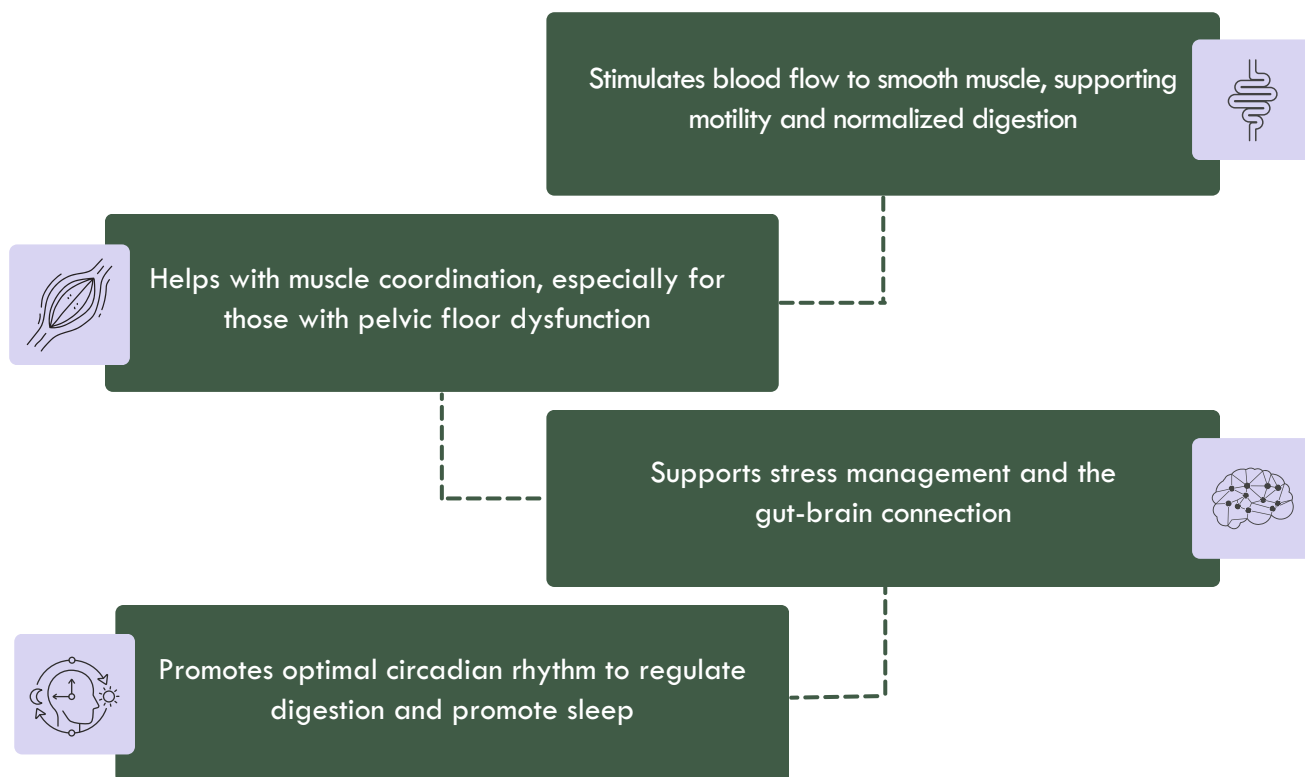 Stimulates blood flow to smooth muscle, supporting
motility and normalized digestion
Helps with muscle coordination, especially for
those with pelvic floor dysfunction
Supports stress management and the
gut-brain connection
Promotes optimal circadian rhythm to regulate
digestion and promote sleep